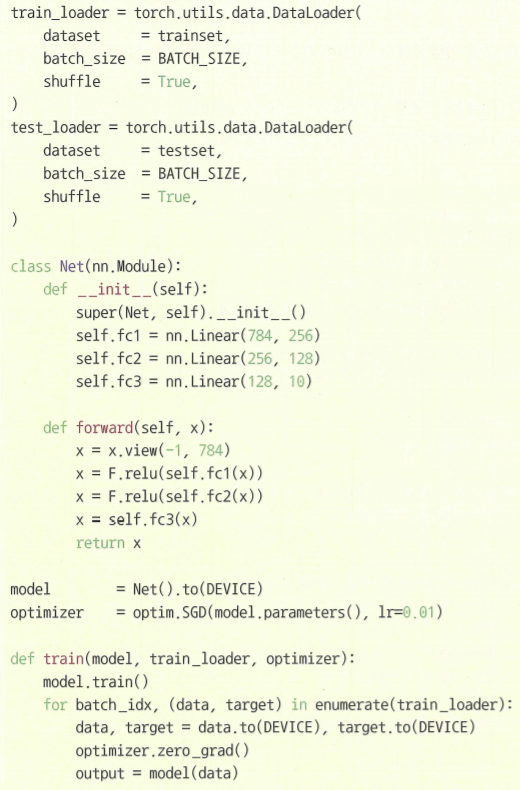 train_loader = torch.utils.data.DataLoader(
    dataset     = trainset,
    batch_size  = BATCH_SIZE,
    shuffle     = True,
)
test_loader = torch.utils.data.DataLoader(
    dataset     = testset,
    batch_size  = BATCH_SIZE,
    shuffle     = True,
)

class Net(nn.Module):
    def __init__(self):
        super(Net, self).__init__()
        self.fc1 = nn.Linear(784, 256)
        self.fc2 = nn.Linear(256, 128)
        self.fc3 = nn.Linear(128, 10)

    def forward(self, x):
        x = x.view(-1, 784)
        x = F.relu(self.fc1(x))
        x = F.relu(self.fc2(x))
        x = self.fc3(x)
        return x

model        = Net().to(DEVICE)
optimizer    = optim.SGD(model.parameters(), lr=0.01)

def train(model, train_loader, optimizer):
    model.train()
    for batch_idx, (data, target) in enumerate(train_loader):
        data, target = data.to(DEVICE), target.to(DEVICE)
        optimizer.zero_grad()
        output = model(data)